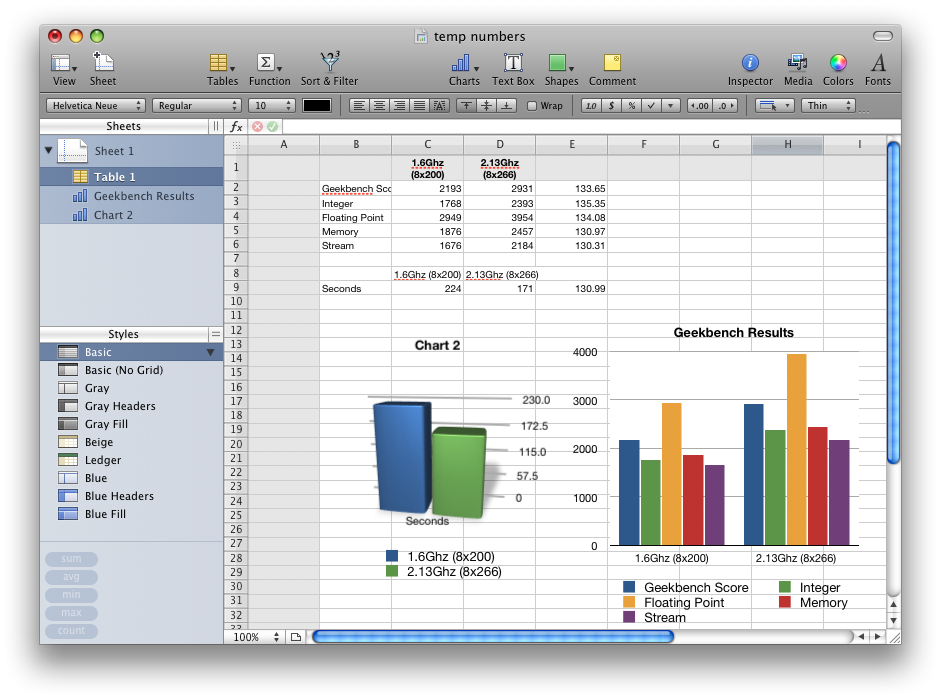 temp numbers
View Sheet Tables Function Sort & Filter Charts Text Box Shapes Comment Inspector Media Colors Fonts
Helvetica Neue Regular 10 Wrap 1.0 $ % ✓ ,.00 .0 Thin ...
Sheets fx
A B C D E F G H I
Sheet 1
Table 1
Geekbench Results
Chart 2
1 1.6Ghz 2.13Ghz
(8x200) (8x266)
2 Geekbench Sco 2193 2931 133.65
3 Integer 1768 2393 135.35
4 Floating Point 2949 3954 134.08
5 Memory 1876 2457 130.97
6 Stream 1676 2184 130.31
7
8 1.6Ghz (8x200) 2.13Ghz (8x266)
9 Seconds 224 171 130.99
10
11
12
13
14
15
16
17
18
19
20
21
22
23
24
25
26
27
28
29
30
31
32
33
Styles
Basic
Basic (No Grid)
Gray
Gray Headers
Gray Fill
Beige
Ledger
Blue
Blue Headers
Blue Fill
sum
avg
min
max
count
Chart 2
230.0
172.5
115.0
57.5
0
Seconds
1.6Ghz (8x200)
2.13Ghz (8x266)
Geekbench Results
4000
3000
2000
1000
0
1.6Ghz (8x200) 2.13Ghz (8x266)
Geekbench Score Integer
Floating Point Memory
Stream
100%